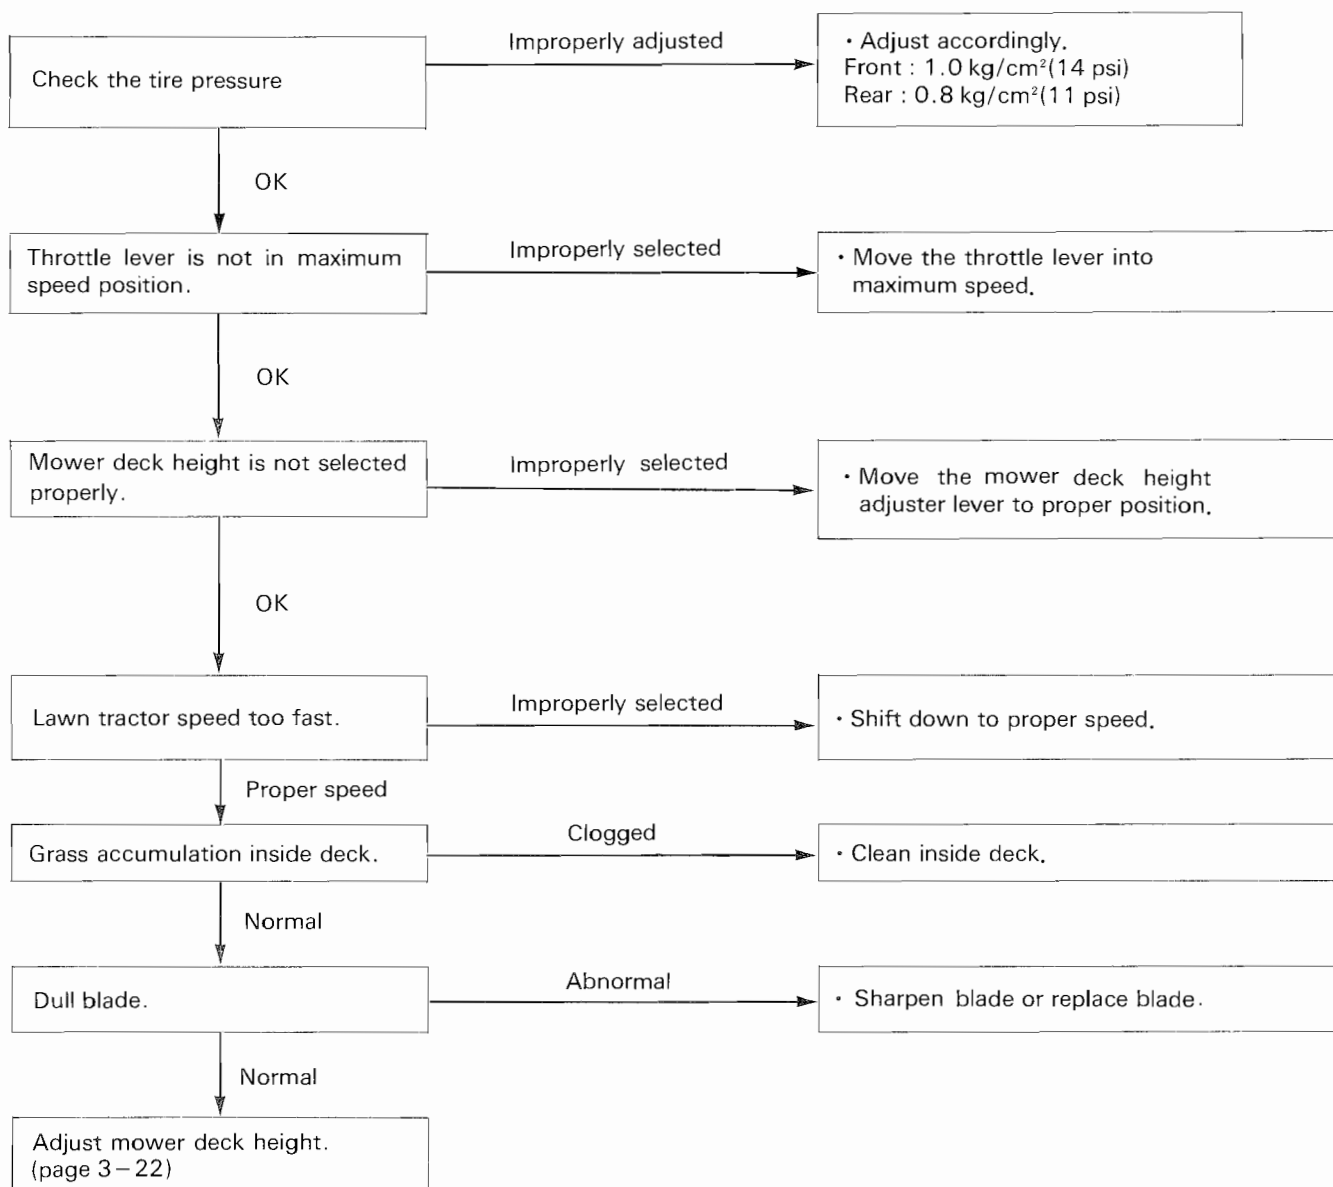 Check the tire pressure
Improperly adjusted
· Adjust accordingly.
Front : 1.0 kg/cm²(14 psi)
Rear : 0.8 kg/cm²(11 psi)
OK
Throttle lever is not in maximum
speed position.
Improperly selected
· Move the throttle lever into
maximum speed.
OK
Mower deck height is not selected
properly.
Improperly selected
· Move the mower deck height
adjuster lever to proper position.
OK
Lawn tractor speed too fast.
Improperly selected
· Shift down to proper speed.
Proper speed
Grass accumulation inside deck.
Clogged
· Clean inside deck.
Normal
Dull blade.
Abnormal
· Sharpen blade or replace blade.
Normal
Adjust mower deck height.
(page 3−22)